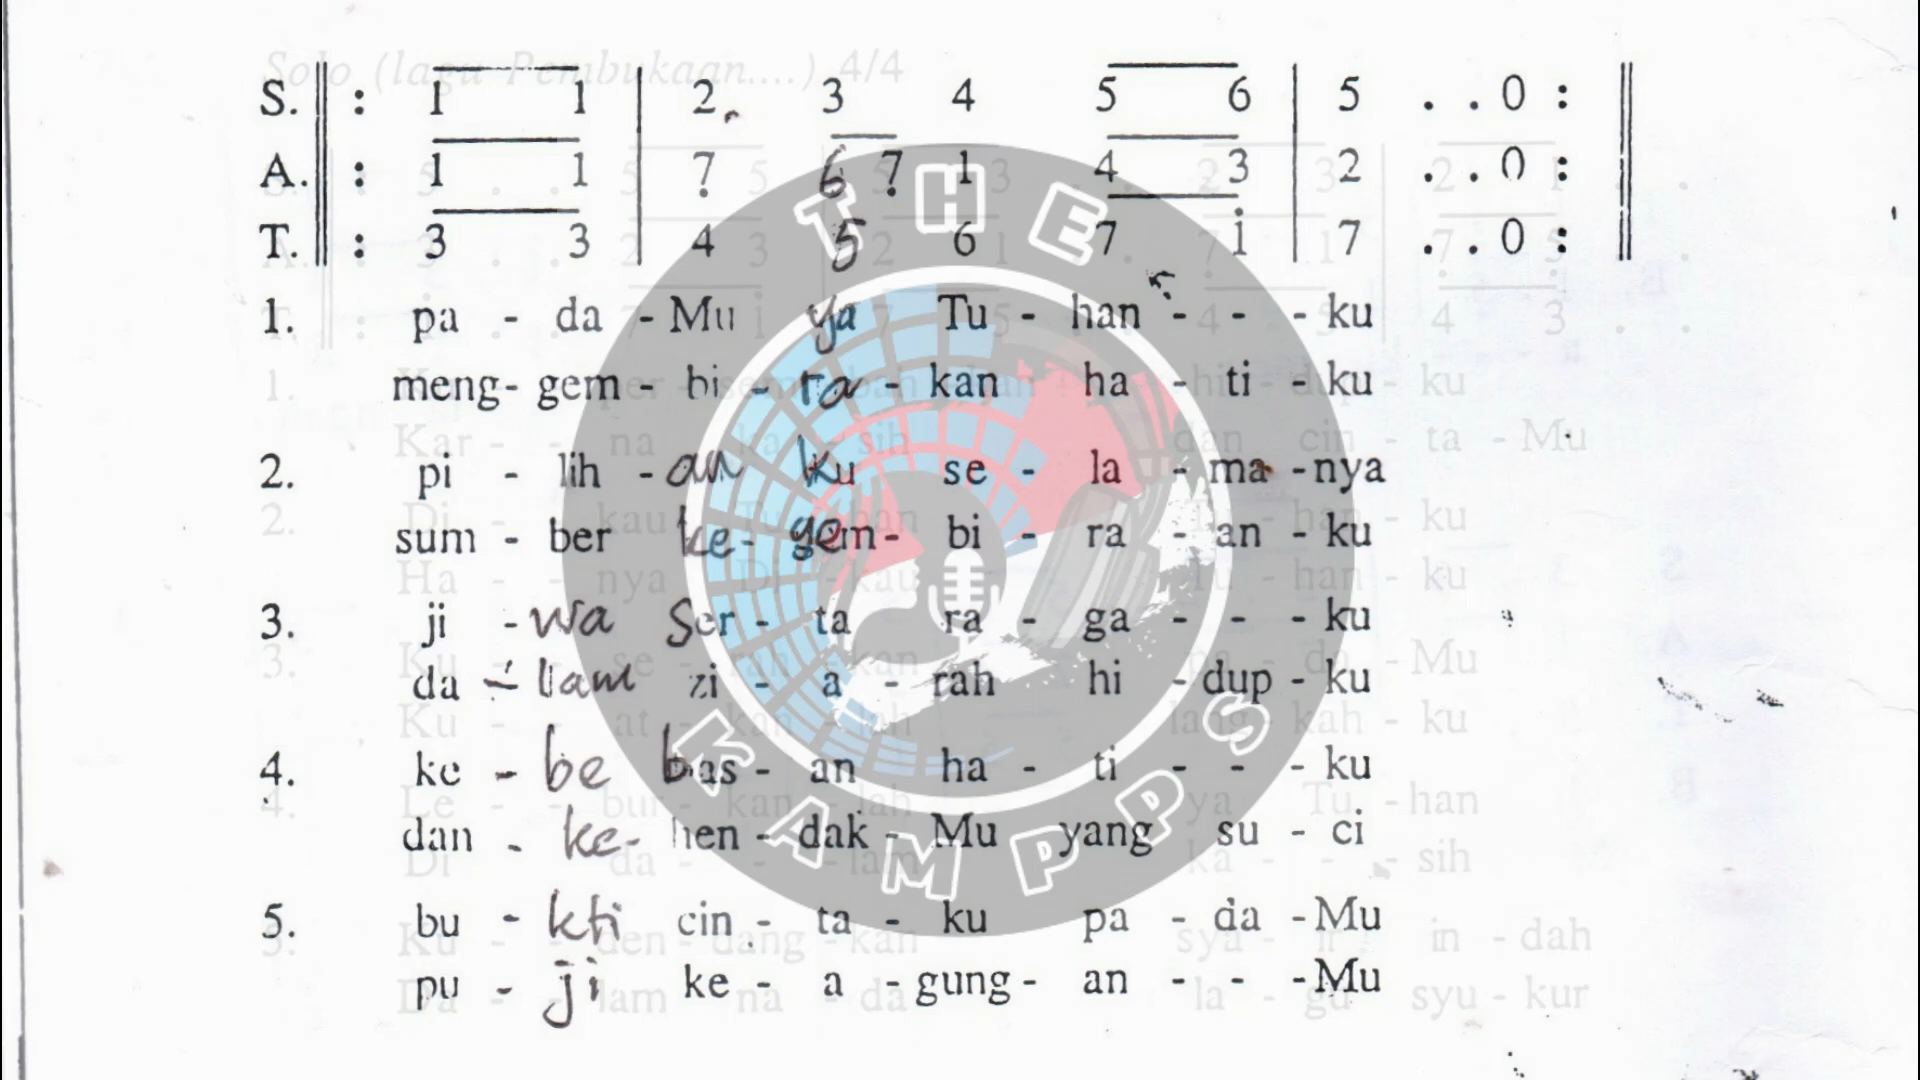 S. : 1 1 2 3 4 5 6 5 . . 0 :
A. : 1 1 7 6 7 1 4 3 2 . . 0 :
T. : 3 3 4 5 6 7 i 7 . . 0 :
1. pa - da - Mu ya Tu - han - - - ku
meng- gem - bi - ra - kan ha - ti - ku
2. pi - lih - an ku se - la - ma - nya
sum - ber ke - gem - bi - ra - an - ku
3. ji - wa Ser - ta ra - ga - - - ku
da - lam zi - a - rah hi - dup - ku
4. ke - be bas - an ha - ti - - - ku
dan - ke- hen - dak - Mu yang su - ci
5. bu - kti cin - ta - ku pa - da - Mu
pu - ji ke - a - gung - an - - - Mu
THE
KAMPPS
Solo (lagu Pembukaan....) 4/4